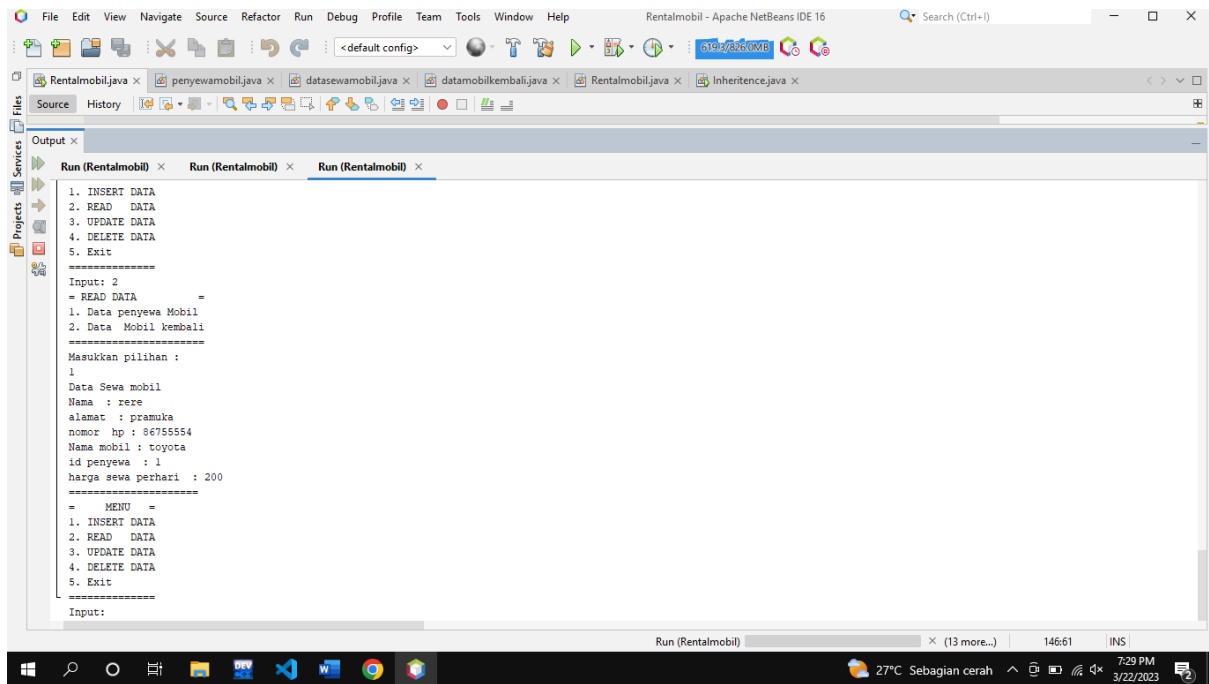 File Edit View Navigate Source Refactor Run Debug Profile Team Tools Window Help Rentalmobil - Apache NetBeans IDE 16 Search (Ctrl+I)
<default config> 619.3/826.0MB
Rentalmobil.java penyewamobil.java datasewamobil.java datamobilkembali.java Rentalmobil.java Inheritence.java
Source History
Files
Services
Projects
Output
Run (Rentalmobil) Run (Rentalmobil) Run (Rentalmobil)
1. INSERT DATA
2. READ   DATA
3. UPDATE DATA
4. DELETE DATA
5. Exit
==============
Input: 2
= READ DATA          =
1. Data penyewa Mobil
2. Data  Mobil kembali
======================
Masukkan pilihan :
1
Data Sewa mobil
Nama  : rere
alamat  : pramuka
nomor  hp : 86755554
Nama mobil : toyota
id penyewa  : 1
harga sewa perhari  : 200
=====================
=     MENU   =
1. INSERT DATA
2. READ   DATA
3. UPDATE DATA
4. DELETE DATA
5. Exit
==============
Input:
Run (Rentalmobil) (13 more...) 146:61 INS
DEV 27°C Sebagian cerah 7:29 PM
3/22/2023
2